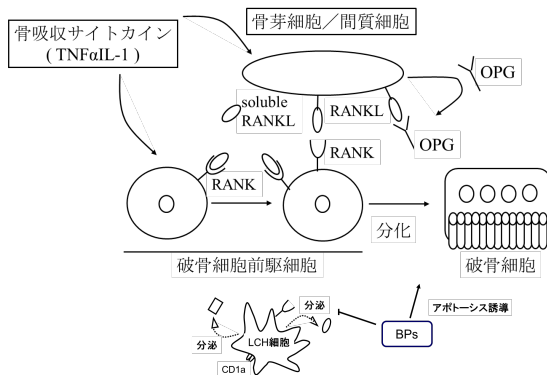 骨吸収サイトカイン
( TNFαIL-1 )
骨芽細胞／間質細胞
OPG
soluble
RANKL
RANKL
OPG
RANK
RANK
分化
破骨細胞前駆細胞
破骨細胞
分泌
アポトーシス誘導
分泌
LCH細胞
BPs
CD1a